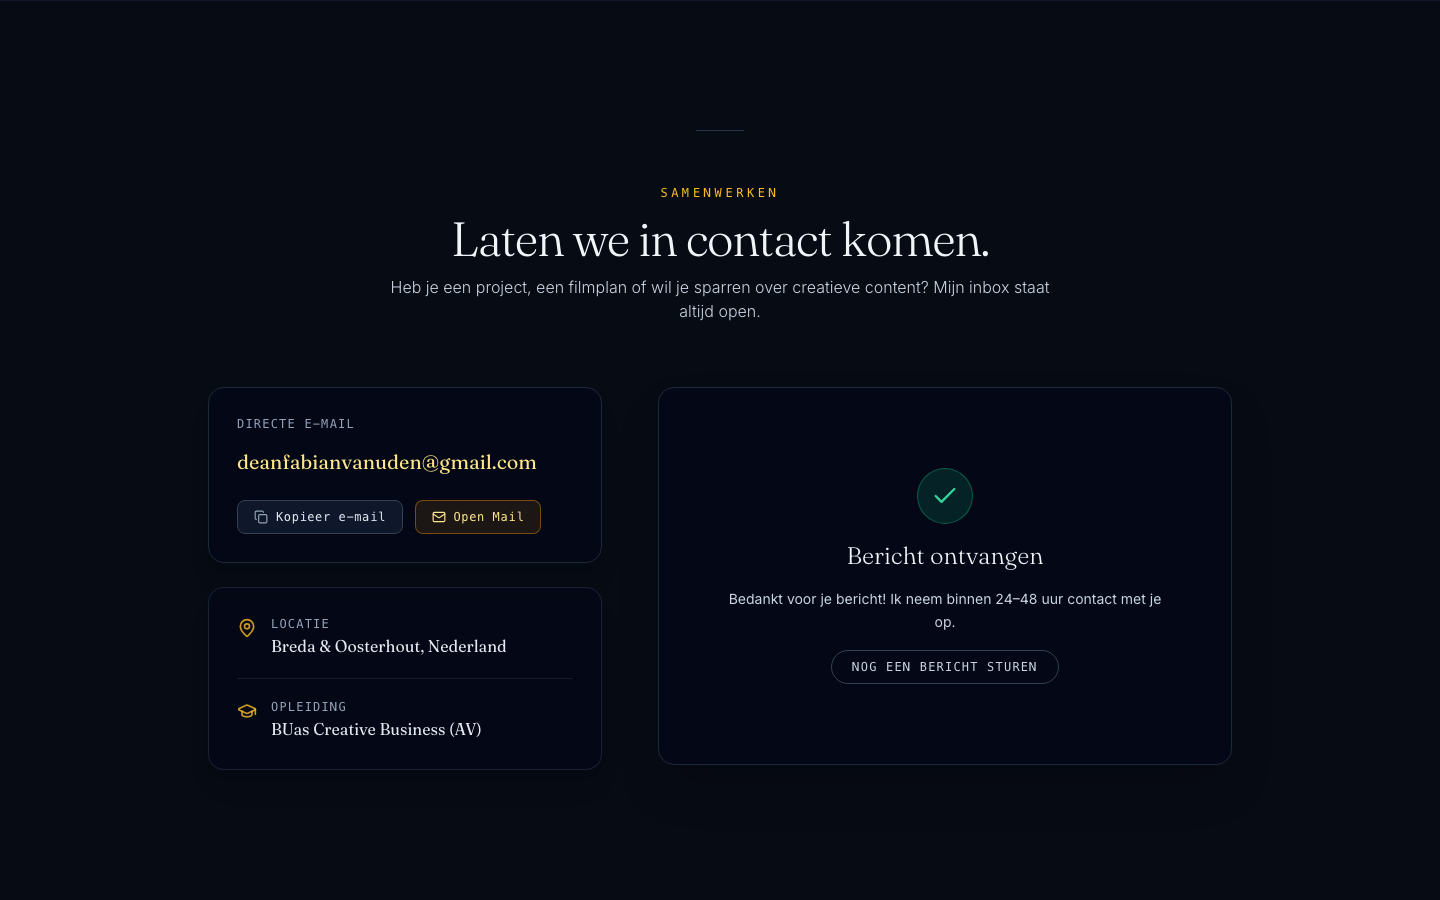 SAMENWERKEN
Laten we in contact komen.
Heb je een project, een filmplan of wil je sparren over creatieve content? Mijn inbox staat
altijd open.
DIRECTE E-MAIL
deanfabianvanuden@gmail.com
Kopieer e-mail
Open Mail
LOCATIE
Breda & Oosterhout, Nederland
OPLEIDING
BUas Creative Business (AV)
Bericht ontvangen
Bedankt voor je bericht! Ik neem binnen 24–48 uur contact met je
op.
NOG EEN BERICHT STUREN